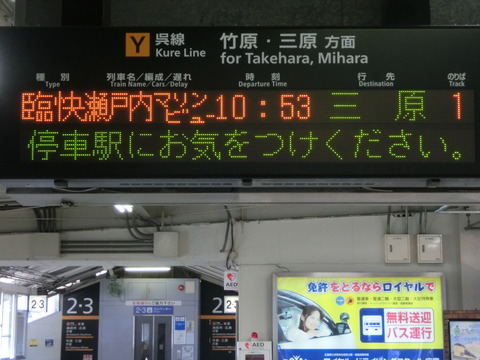 Y 呉線 Kure Line
竹原・三原 方面
for Takehara, Mihara
種 別 列車名／編成／遅れ 時 刻 行 先 のりば
Type Train Name/Cars/Delay Departure Time Destination Track
臨快瀬戸内マリンビュー 10:53 三 原 1
停車駅にお気をつけください。
2·3
2·3
2·3
AED
AED
免許をとるならロイヤルで
無料送迎
バス運行